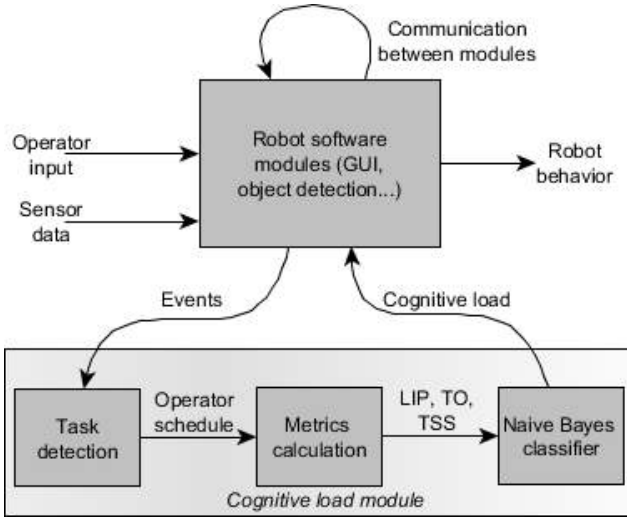 Communication
between modules
Operator
input
Robot software
modules (GUI,
object detection...)
Robot
behavior
Sensor
data
Events
Cognitive load
Task
detection
Operator
schedule
Metrics
calculation
LIP, TO,
TSS
Naive Bayes
classifier
Cognitive load module